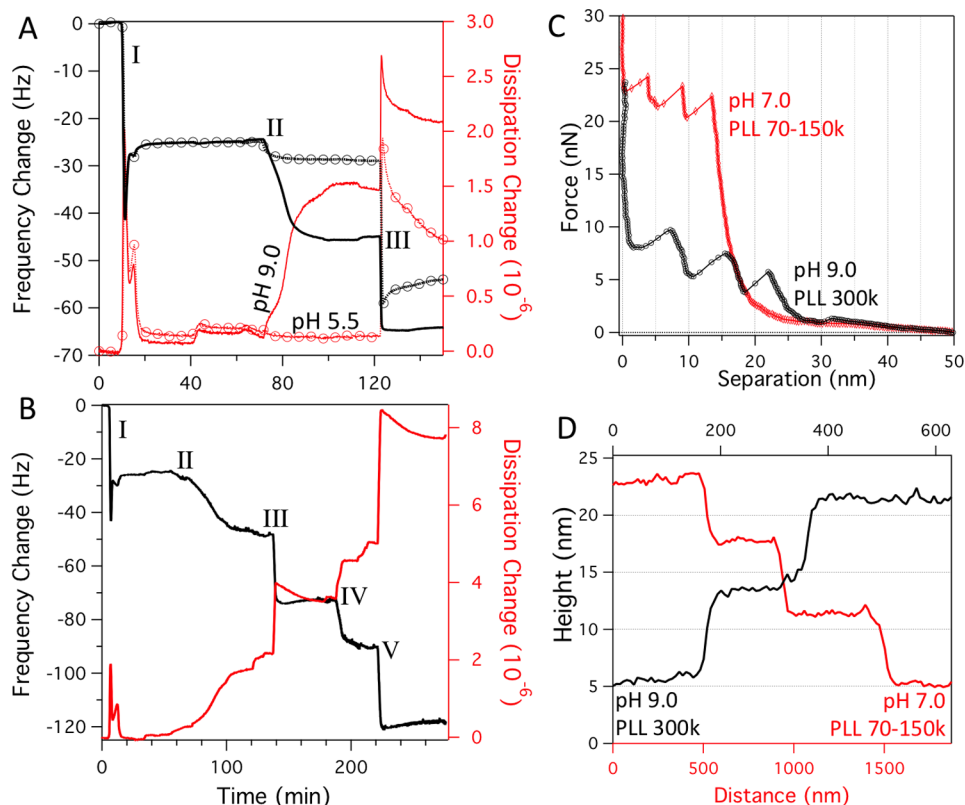 A
Frequency Change (Hz)
0
-10
-20
-30
-40
-50
-60
-70
I
II
III
pH 9.0
pH 5.5
3.0
2.5
2.0
1.5
1.0
0.5
0.0
Dissipation Change (10-6)
0
40
80
120
C
Force (nN)
30
25
20
15
10
5
0
pH 7.0
PLL 70-150k
pH 9.0
PLL 300k
0
10
20
30
40
50
Separation (nm)
B
Frequency Change (Hz)
0
-20
-40
-60
-80
-100
-120
I
II
III
IV
V
8
6
4
2
0
Dissipation Change (10-6)
0
100
200
Time (min)
D
0
200
400
600
Height (nm)
25
20
15
10
5
0
pH 9.0
PLL 300k
pH 7.0
PLL 70-150k
0
500
1000
1500
Distance (nm)